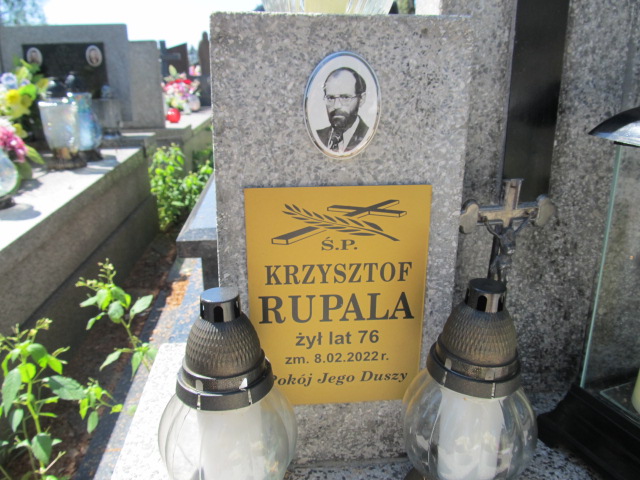 Ś.P.
KRZYSZTOF
RUPALA
żył lat 76
zm. 8.02.2022 r.
Pokój Jego Duszy